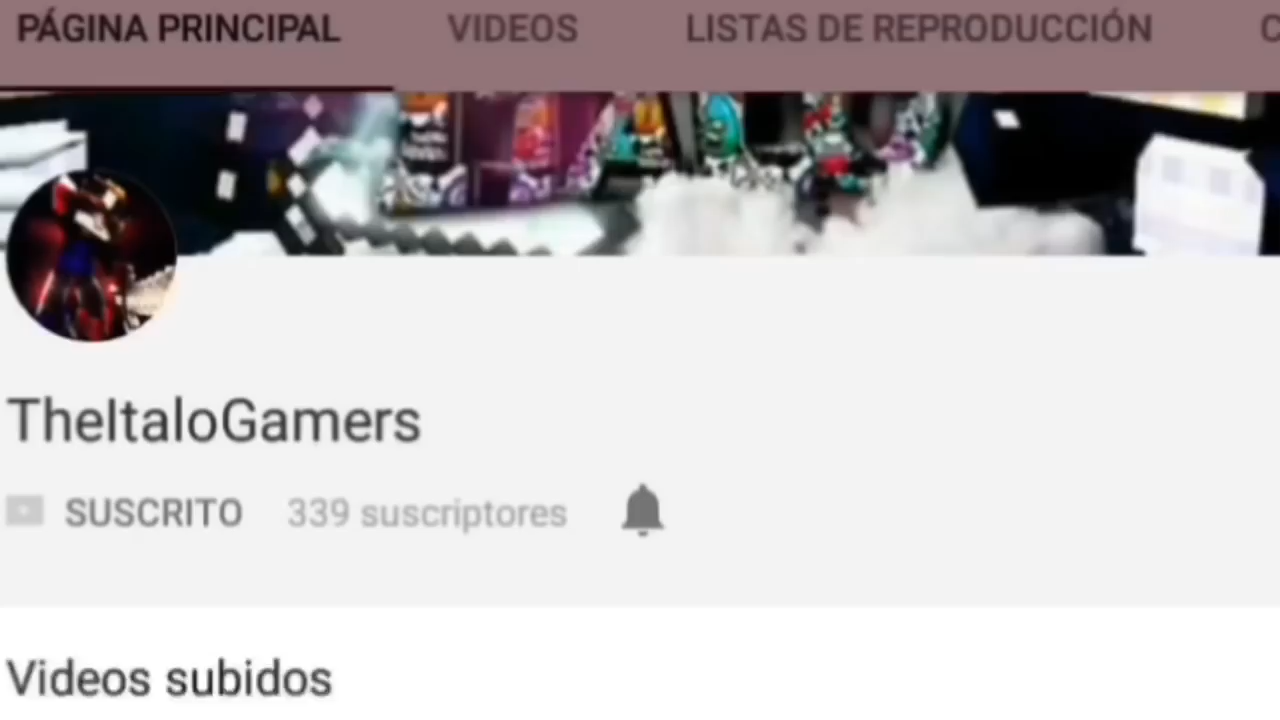 PÁGINA PRINCIPAL VIDEOS LISTAS DE REPRODUCCIÓN
TheItaloGamers
SUSCRITO 339 suscriptores
Videos subidos